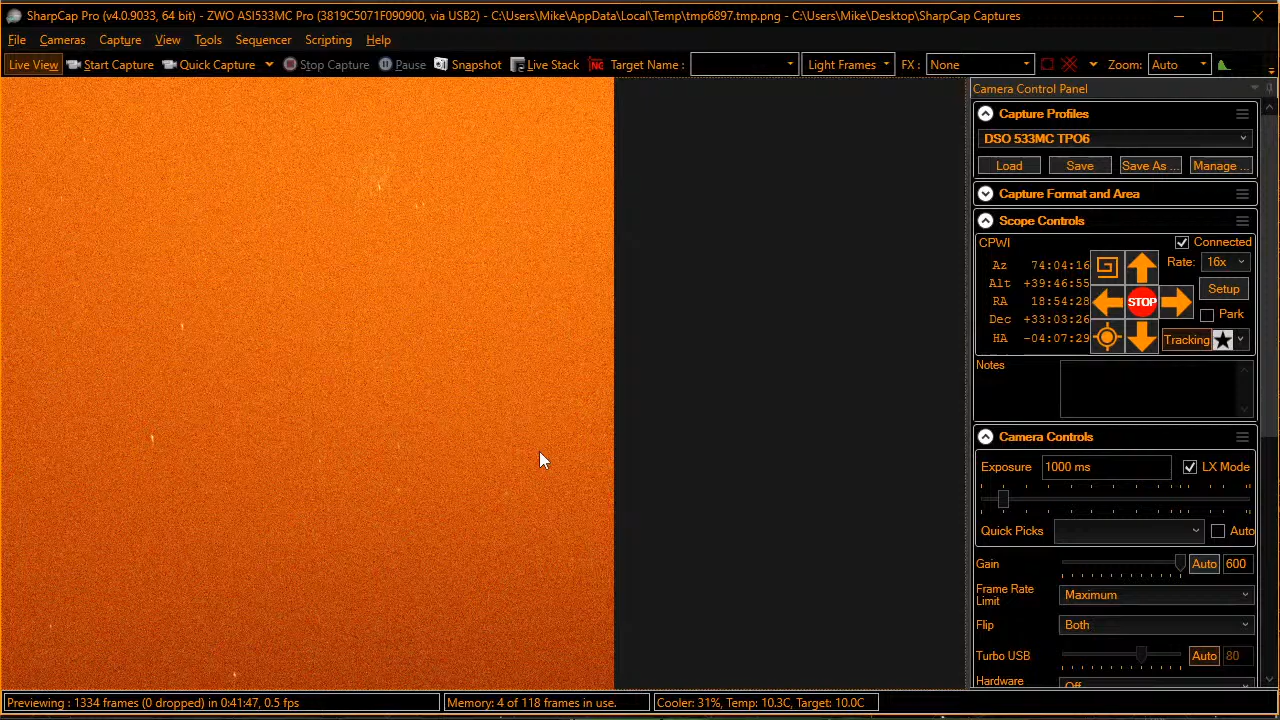 SharpCap Pro (v4.0.9033, 64 bit) - ZWO ASI533MC Pro (3819C5071F090900, via USB2) - C:\Users\Mike\AppData\Local\Temp\tmp6897.tmp.png - C:\Users\Mike\Desktop\SharpCap Captures
File Cameras Capture View Tools Sequencer Scripting Help
Live View Start Capture Quick Capture Stop Capture Pause Snapshot Live Stack NC Target Name : Light Frames FX : None Zoom: Auto
Camera Control Panel
Capture Profiles
DSO 533MC TPO6
Load Save Save As ... Manage ...
Capture Format and Area
Scope Controls
CPWI Connected
Az 74:04:16 Rate: 16x
Alt +39:46:55 Setup
RA 18:54:28 STOP
Dec +33:03:26 Park
HA -04:07:29 Tracking
Notes
Camera Controls
Exposure 1000 ms LX Mode
Quick Picks Auto
Gain Auto 600
Frame Rate
Limit Maximum
Flip Both
Turbo USB Auto 80
Hardware Off
Previewing : 1334 frames (0 dropped) in 0:41:47, 0.5 fps Memory: 4 of 118 frames in use. Cooler: 31%, Temp: 10.3C, Target: 10.0C